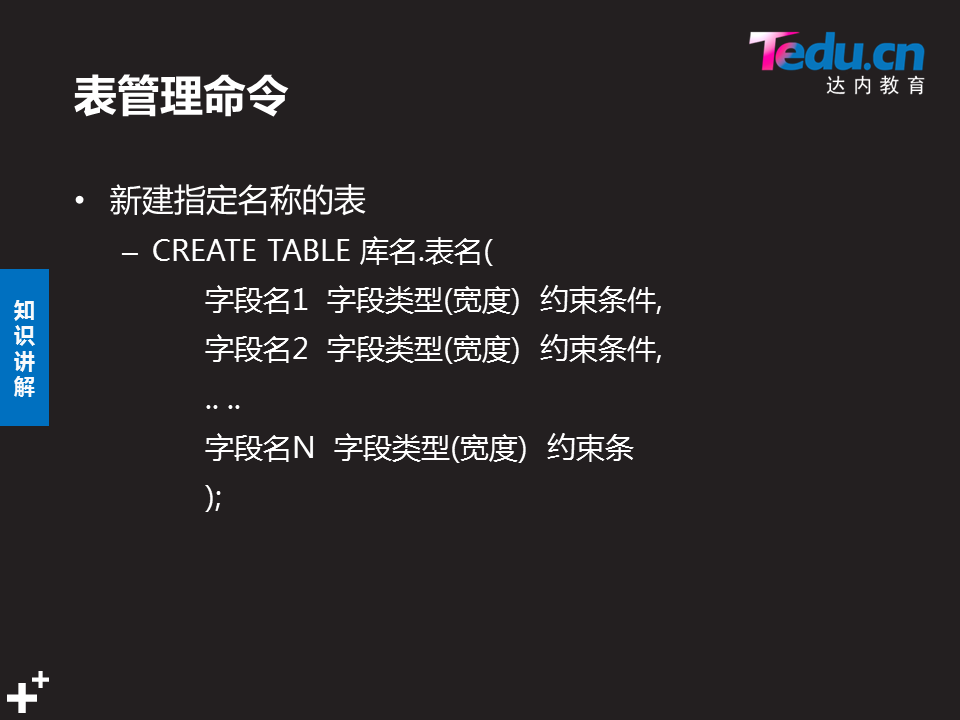 Tedu.cn
达内教育
表管理命令
• 新建指定名称的表
– CREATE TABLE 库名.表名(
字段名1 字段类型(宽度) 约束条件,
字段名2 字段类型(宽度) 约束条件,
.. ..
字段名N 字段类型(宽度) 约束条
);
知
识
讲
解